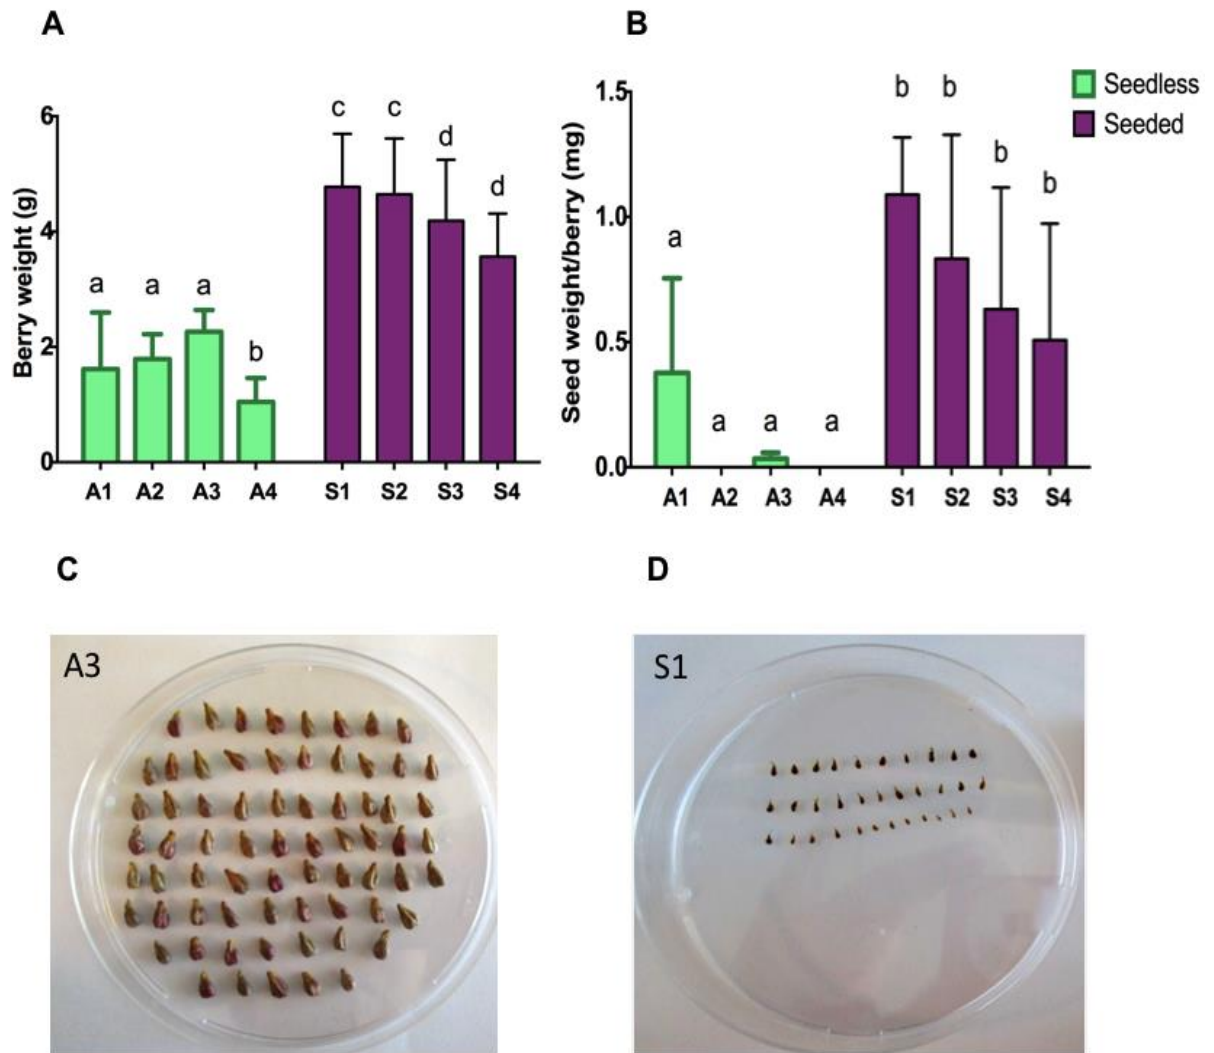 A
Berry weight (g)
6
4
2
0
a a a b c c d d
A1 A2 A3 A4 S1 S2 S3 S4
B
Seed weight/berry (mg)
1.5
1.0
0.5
0.0
a a a a b b b b
A1 A2 A3 A4 S1 S2 S3 S4
Seedless
Seeded
C
A3
D
S1